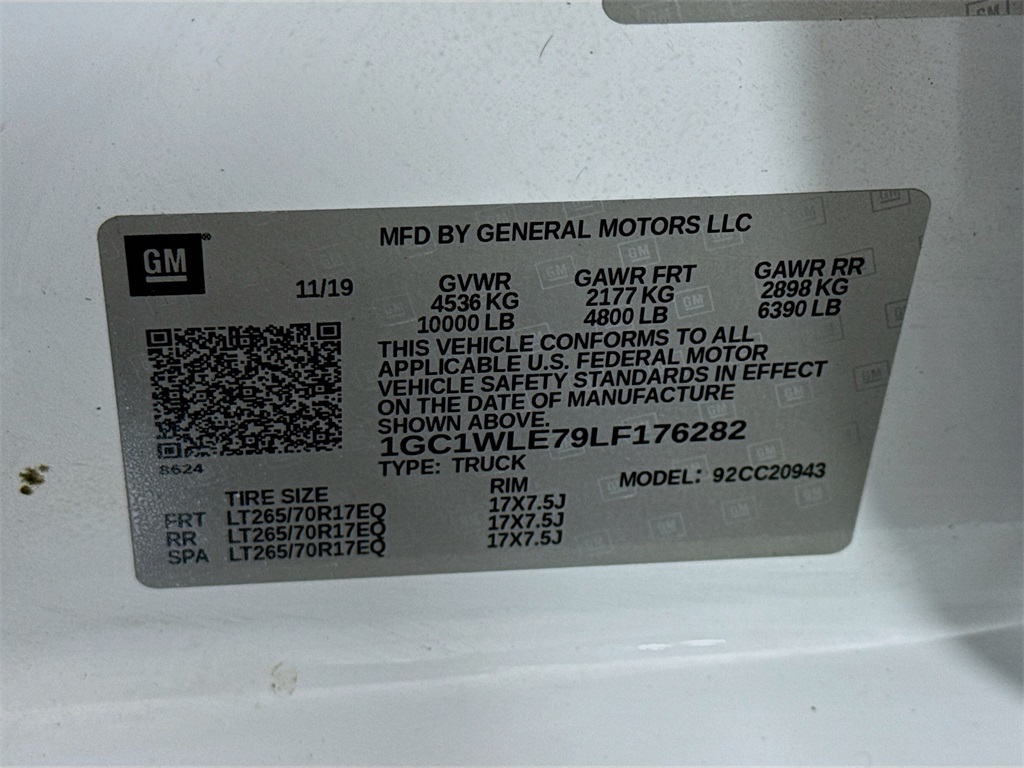 GM
MFD BY GENERAL MOTORS LLC
11/19
GVWR GAWR FRT GAWR RR
4536 KG 2177 KG 2898 KG
10000 LB 4800 LB 6390 LB
THIS VEHICLE CONFORMS TO ALL
APPLICABLE U.S. FEDERAL MOTOR
VEHICLE SAFETY STANDARDS IN EFFECT
ON THE DATE OF MANUFACTURE
SHOWN ABOVE.
1GC1WLE79LF176282
8624
TYPE: TRUCK MODEL: 92CC20943
TIRE SIZE RIM
FRT LT265/70R17EQ 17X7.5J
RR LT265/70R17EQ 17X7.5J
SPA LT265/70R17EQ 17X7.5J